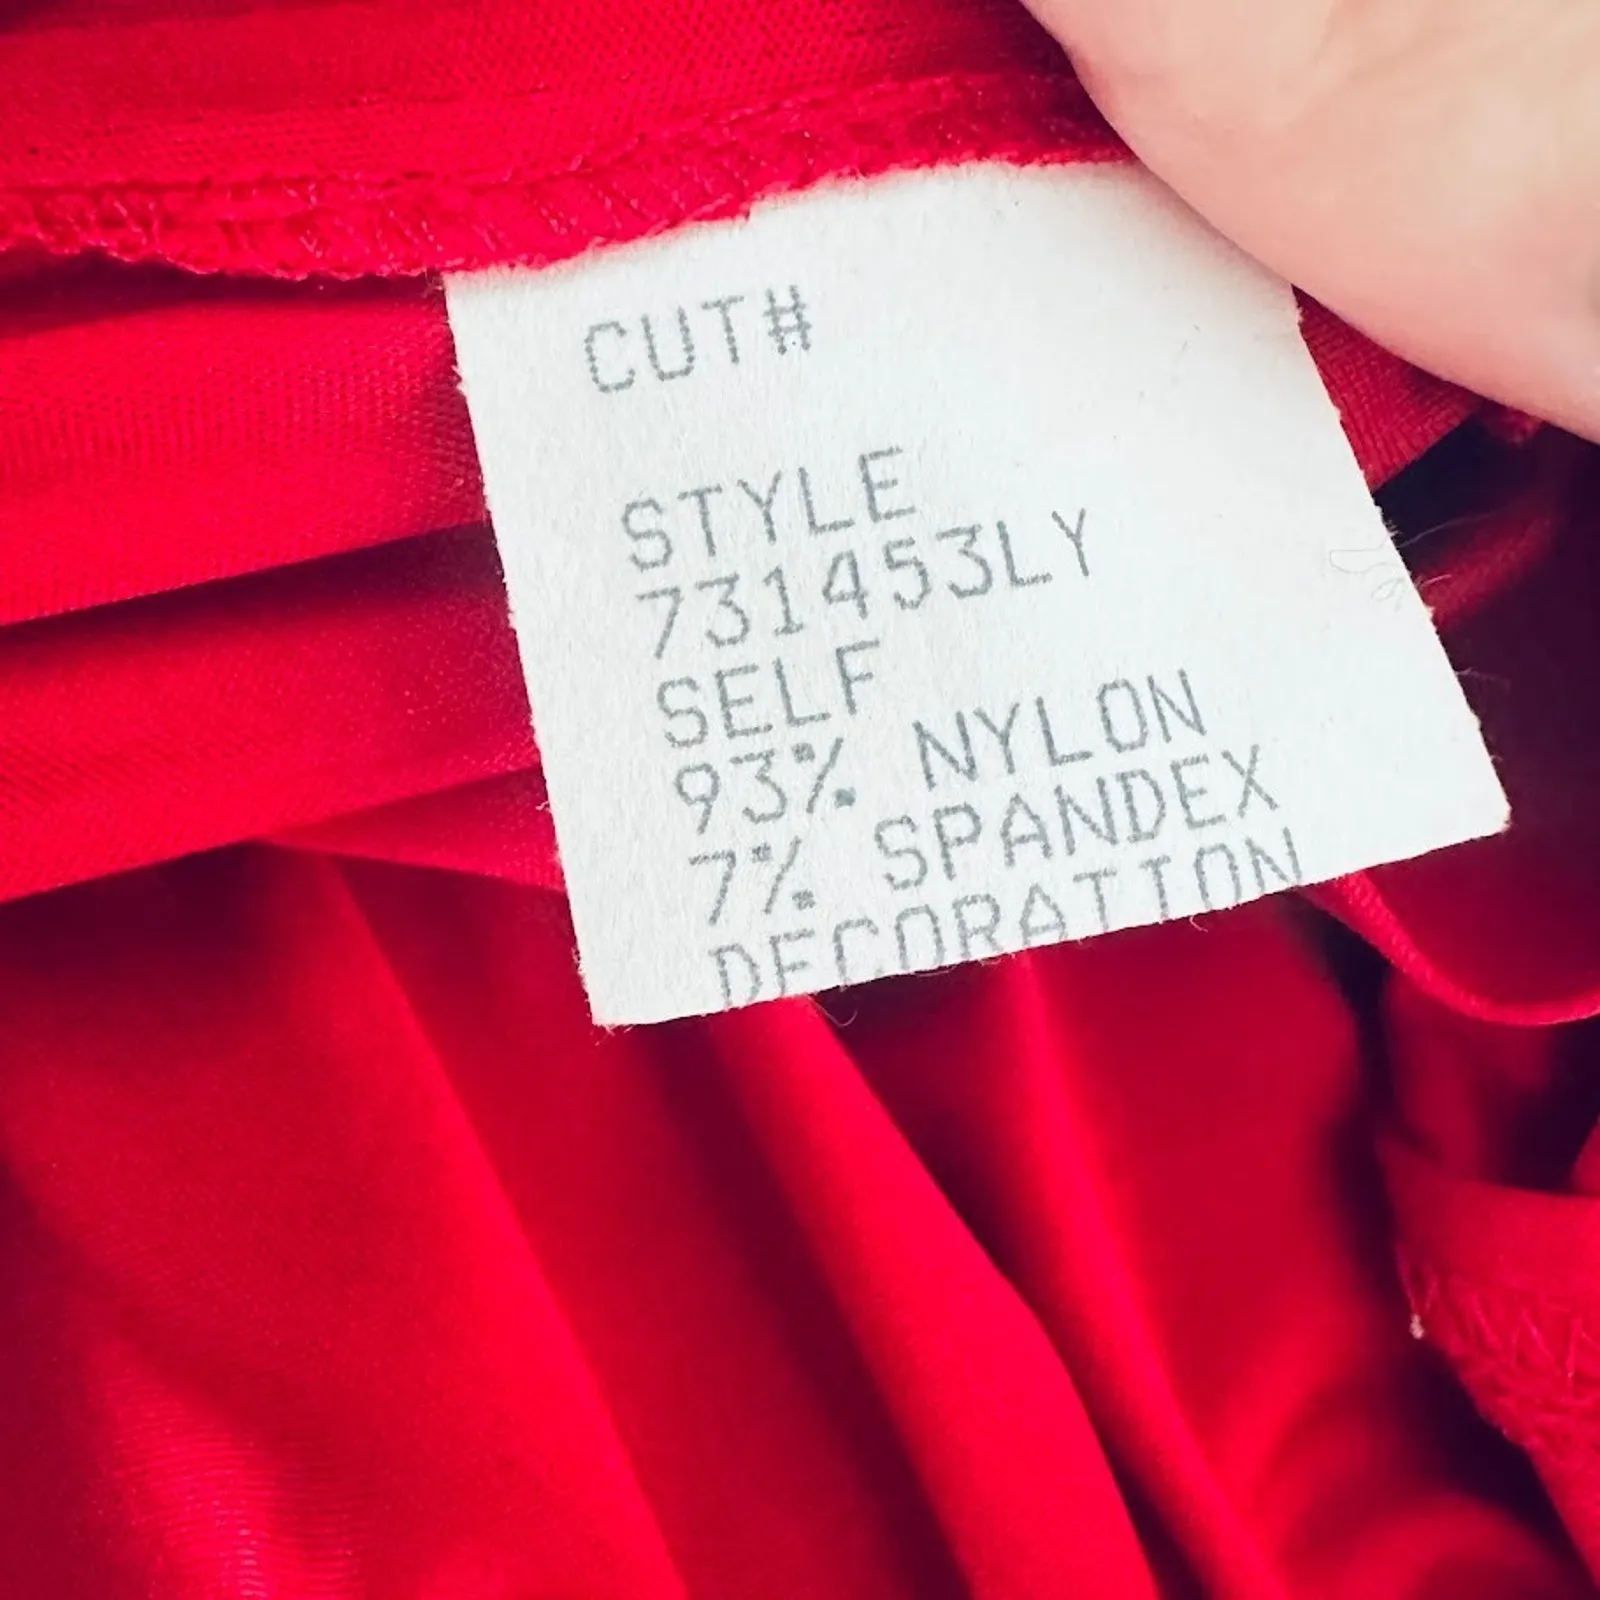 CUT#
STYLE
731453LY
SELF
93% NYLON
7% SPANDEX
DECORATION